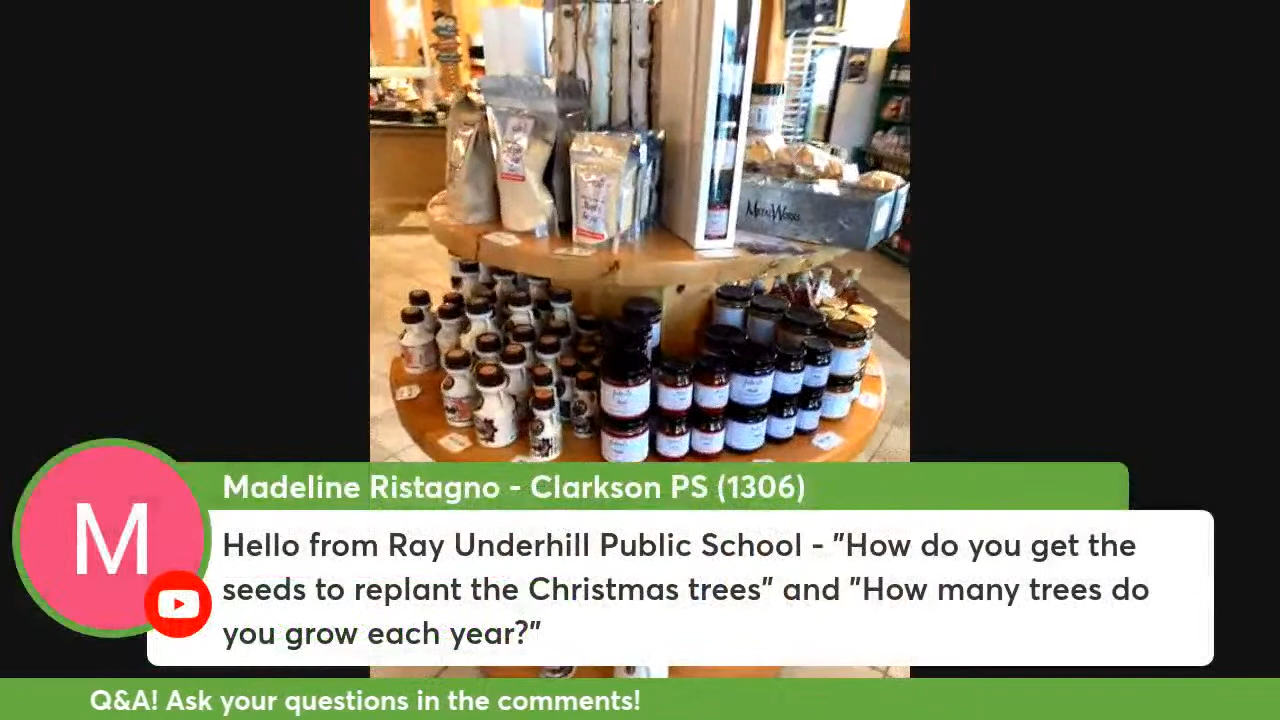 METALWORKS
Madeline Ristagno - Clarkson PS (1306)
M
Hello from Ray Underhill Public School - "How do you get the
seeds to replant the Christmas trees" and "How many trees do
you grow each year?"
Q&A! Ask your questions in the comments!